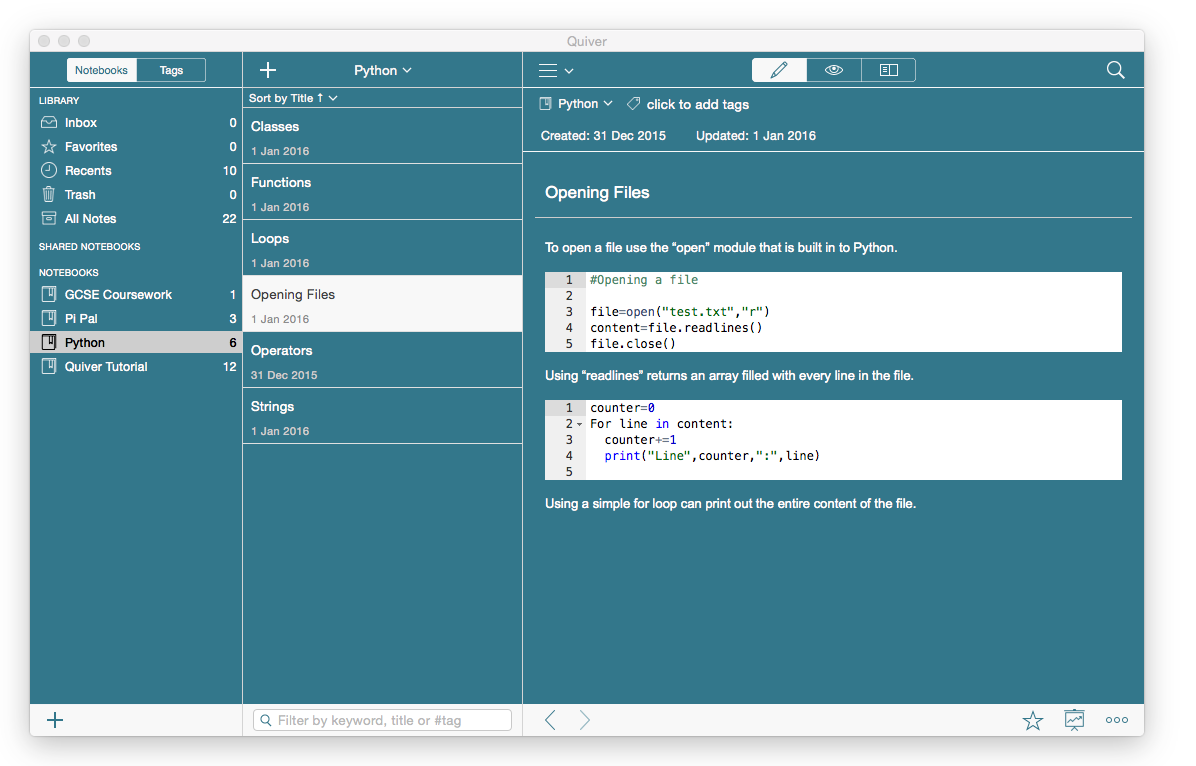 Quiver
Notebooks Tags
LIBRARY
Inbox 0
Favorites 0
Recents 10
Trash 0
All Notes 22
SHARED NOTEBOOKS
NOTEBOOKS
GCSE Coursework 1
Pi Pal 3
Python 6
Quiver Tutorial 12
Python
Sort by Title ↑
Classes
1 Jan 2016
Functions
1 Jan 2016
Loops
1 Jan 2016
Opening Files
1 Jan 2016
Operators
31 Dec 2015
Strings
1 Jan 2016
Filter by keyword, title or #tag
Python click to add tags
Created: 31 Dec 2015 Updated: 1 Jan 2016
Opening Files
To open a file use the “open” module that is built in to Python.
1 #Opening a file
2
3 file=open("test.txt","r")
4 content=file.readlines()
5 file.close()
Using “readlines” returns an array filled with every line in the file.
1 counter=0
2 For line in content:
3   counter+=1
4   print("Line",counter,":",line)
5
Using a simple for loop can print out the entire content of the file.